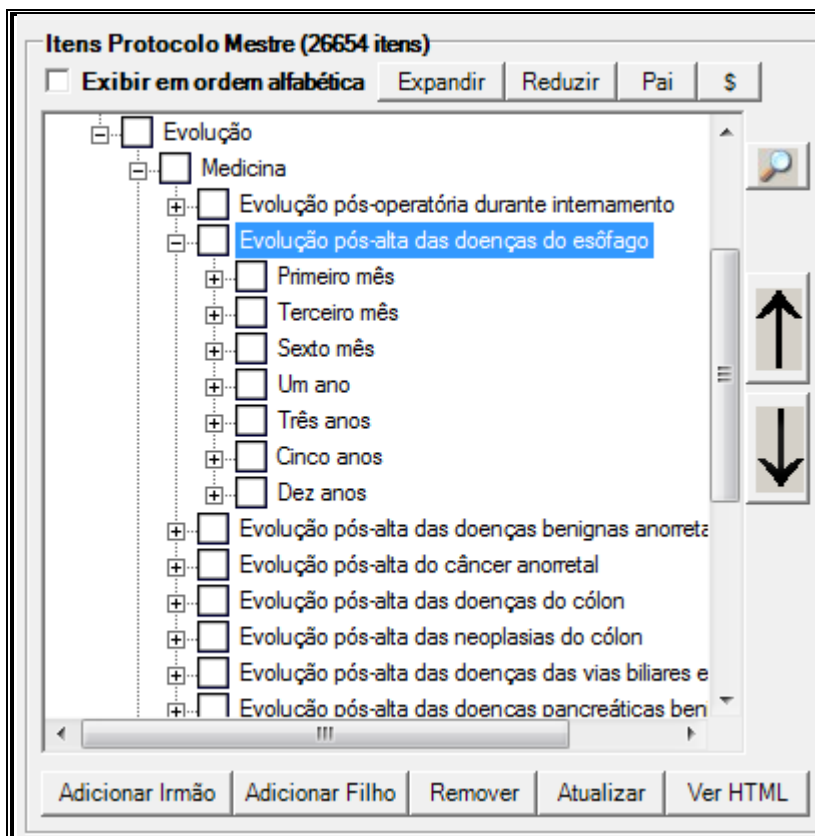 Itens Protocolo Mestre (26654 itens)
Exibir em ordem alfabética Expandir Reduzir Pai $
Evolução
Medicina
Evolução pós-operatória durante internamento
Evolução pós-alta das doenças do esôfago
Primeiro mês
Terceiro mês
Sexto mês
Um ano
Três anos
Cinco anos
Dez anos
Evolução pós-alta das doenças benignas anorreta
Evolução pós-alta do câncer anorretal
Evolução pós-alta das doenças do cólon
Evolução pós-alta das neoplasias do cólon
Evolução pós-alta das doenças das vias biliares e
Evolução pós-alta das doenças pancreáticas ben
Adicionar Irmão Adicionar Filho Remover Atualizar Ver HTML